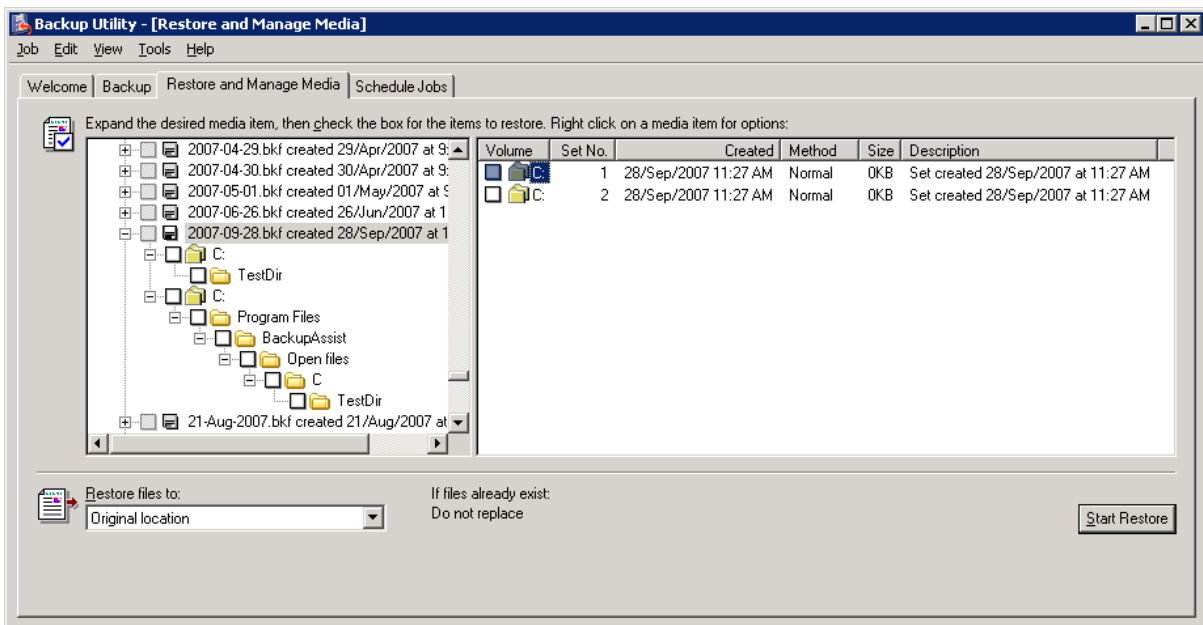 Backup Utility - [Restore and Manage Media]
Job Edit View Tools Help
Welcome Backup Restore and Manage Media Schedule Jobs
Expand the desired media item, then check the box for the items to restore. Right click on a media item for options:
2007-04-29.bkf created 29/Apr/2007 at 9:
2007-04-30.bkf created 30/Apr/2007 at 9:
2007-05-01.bkf created 01/May/2007 at 9
2007-06-26.bkf created 26/Jun/2007 at 1
2007-09-28.bkf created 28/Sep/2007 at 1
C:
TestDir
C:
Program Files
BackupAssist
Open files
C
TestDir
21-Aug-2007.bkf created 21/Aug/2007 at
Volume Set No. Created Method Size Description
C: 1 28/Sep/2007 11:27 AM Normal 0KB Set created 28/Sep/2007 at 11:27 AM
C: 2 28/Sep/2007 11:27 AM Normal 0KB Set created 28/Sep/2007 at 11:27 AM
Restore files to:
Original location
If files already exist:
Do not replace
Start Restore